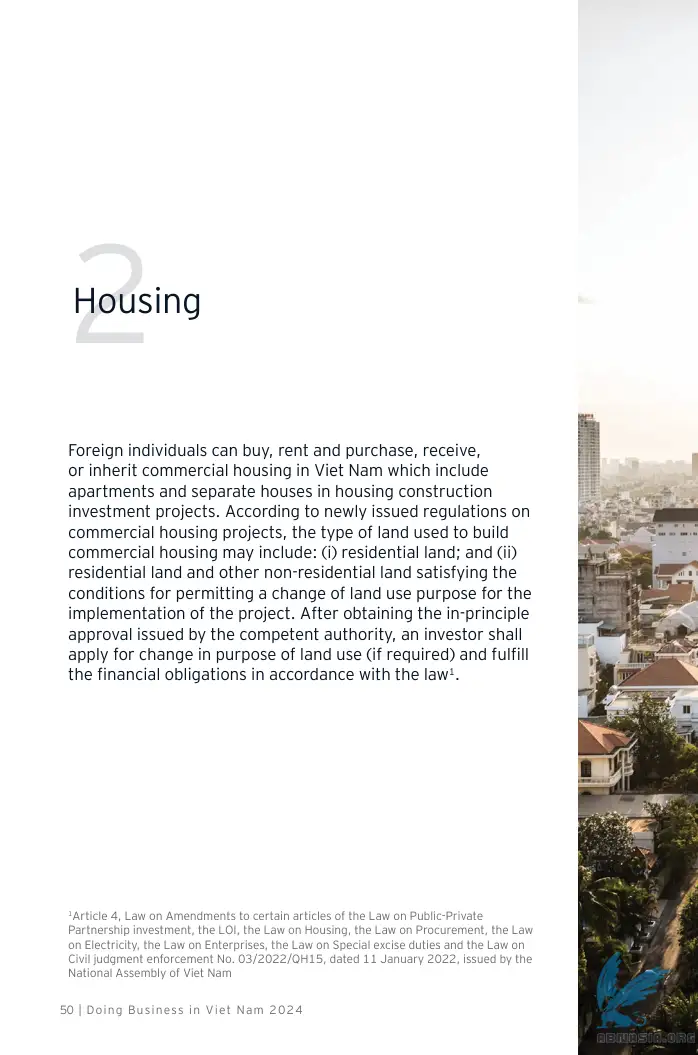 2
Housing
Foreign individuals can buy, rent and purchase, receive,
or inherit commercial housing in Viet Nam which include
apartments and separate houses in housing construction
investment projects. According to newly issued regulations on
commercial housing projects, the type of land used to build
commercial housing may include: (i) residential land; and (ii)
residential land and other non-residential land satisfying the
conditions for permitting a change of land use purpose for the
implementation of the project. After obtaining the in-principle
approval issued by the competent authority, an investor shall
apply for change in purpose of land use (if required) and fulfill
the financial obligations in accordance with the law¹.
¹Article 4, Law on Amendments to certain articles of the Law on Public-Private
Partnership investment, the LOI, the Law on Housing, the Law on Procurement, the Law
on Electricity, the Law on Enterprises, the Law on Special excise duties and the Law on
Civil judgment enforcement No. 03/2022/QH15, dated 11 January 2022, issued by the
National Assembly of Viet Nam
50 | Doing Business in Viet Nam 2024
ABNASIA.ORG